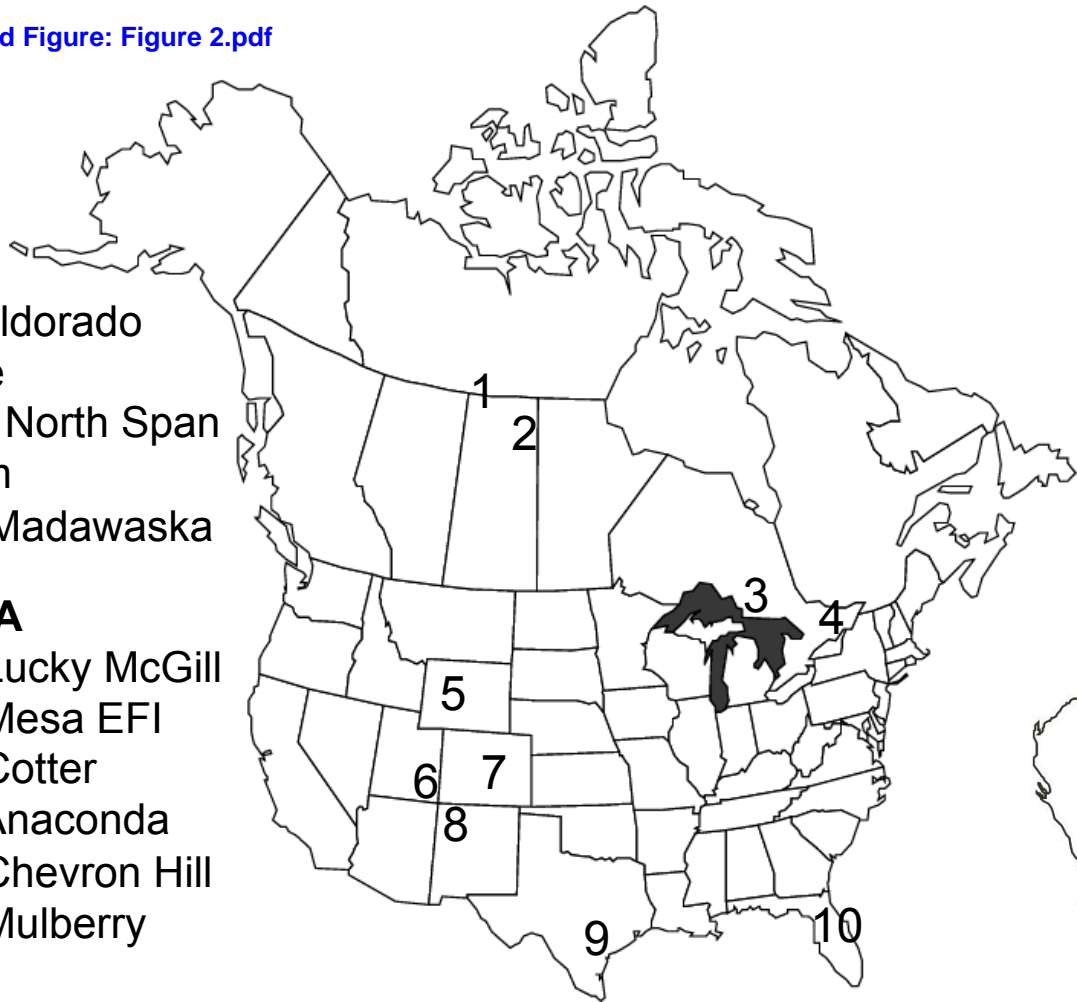 d Figure: Figure 2.pdf
ldorado
e
North Span
n
Madawaska
A
Lucky McGill
Mesa EFI
Cotter
Anaconda
Chevron Hill
Mulberry
1
2
3
4
5
6
7
8
9
10